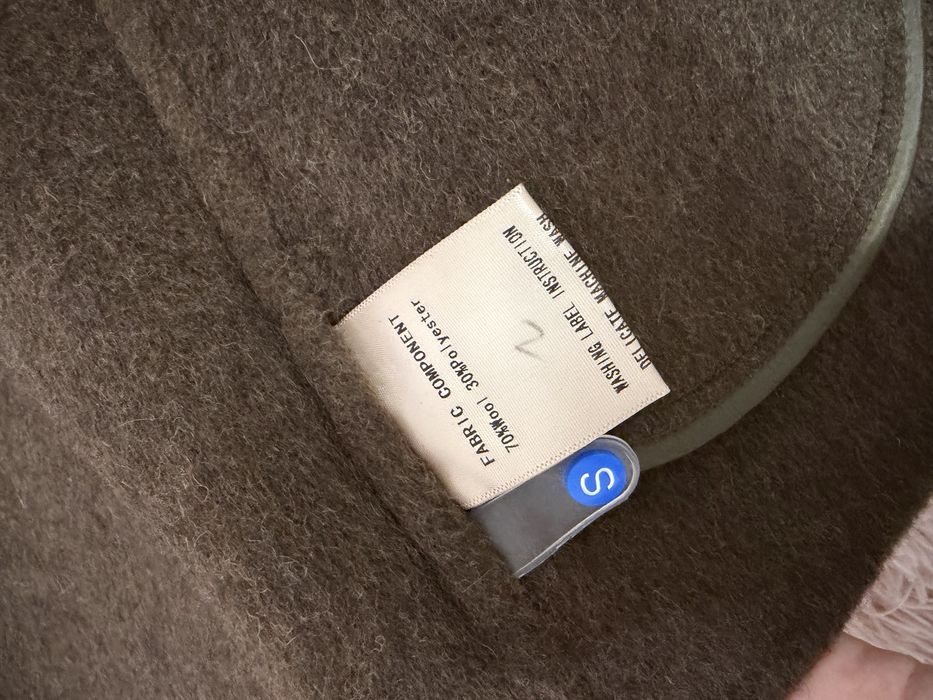 FABRIC COMPONENT
70%Wool 30%Polyester
WASHING LABEL INSTRUCTION
DELICATE MACHINE WASH
S